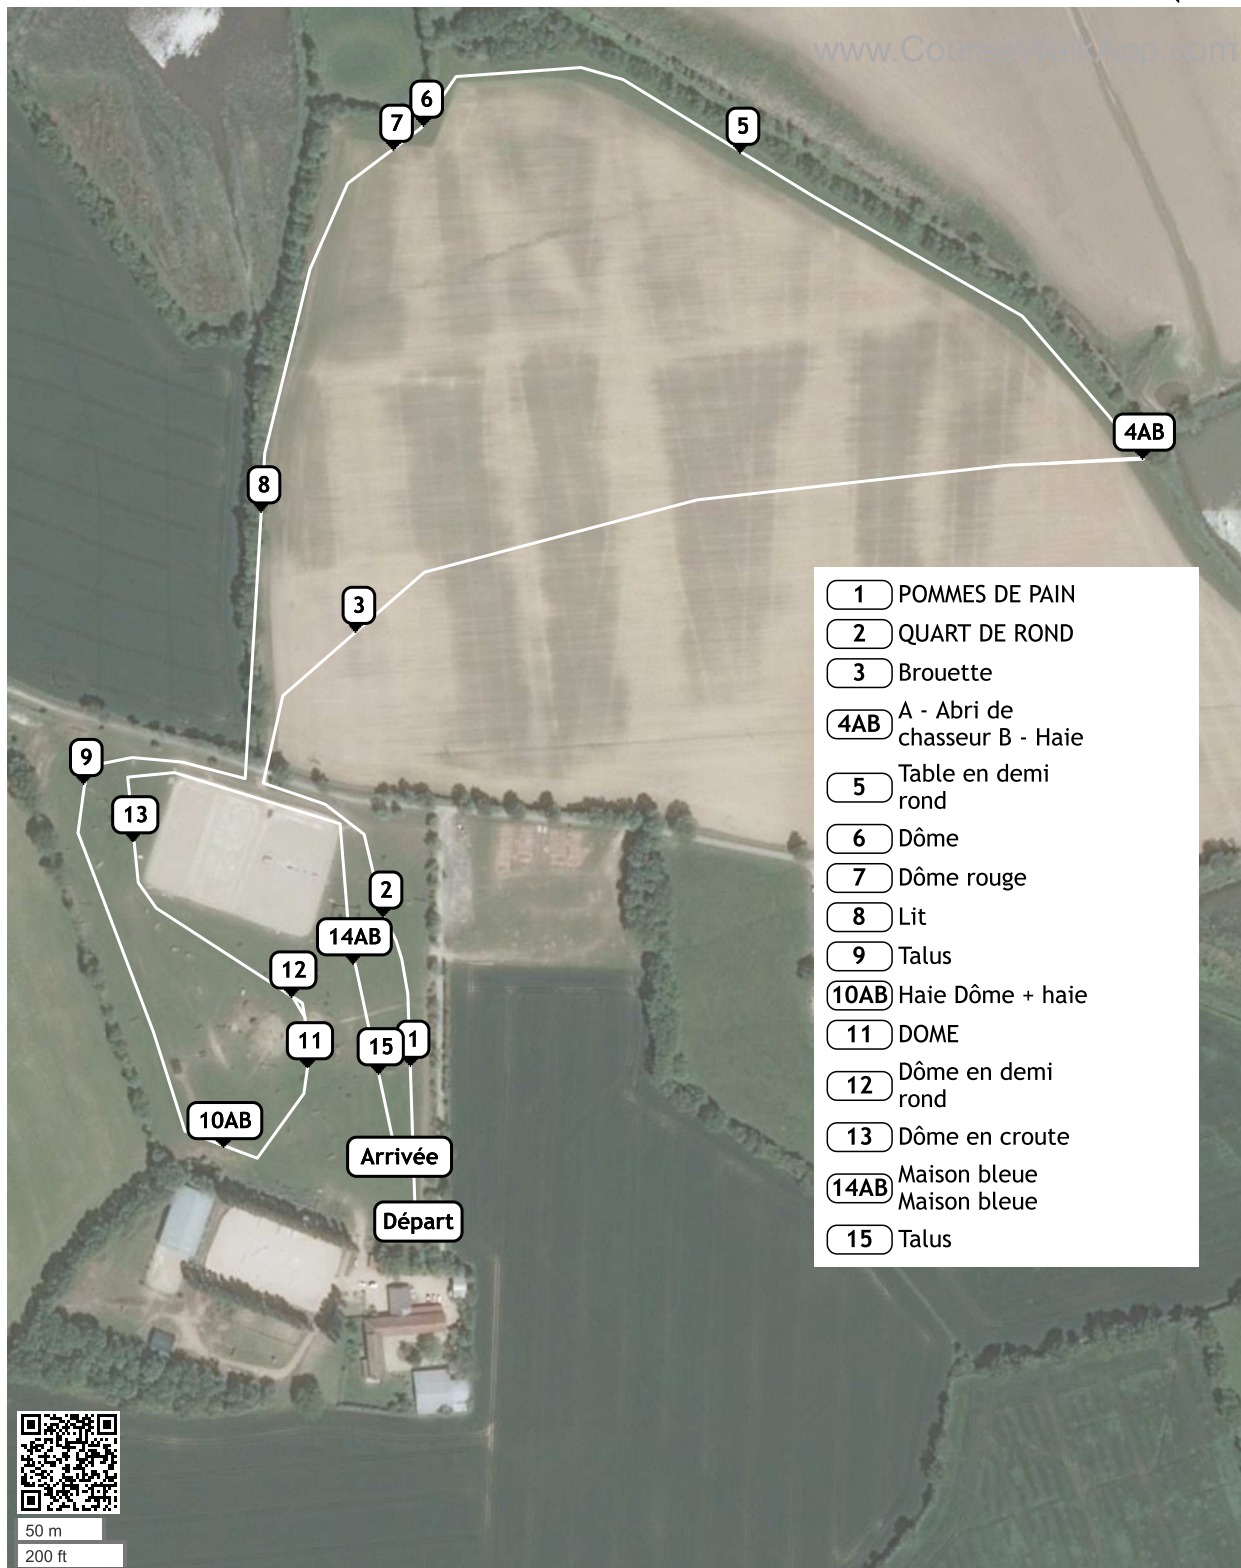 www.CourseWalkApp.com
6
7
5
4AB
8
3
9
13
2
14AB
12
11
15
1
10AB
Arrivée
Départ
1 POMMES DE PAIN
2 QUART DE ROND
3 Brouette
4AB A - Abri de
chasseur B - Haie
5 Table en demi
rond
6 Dôme
7 Dôme rouge
8 Lit
9 Talus
10AB Haie Dôme + haie
11 DOME
12 Dôme en demi
rond
13 Dôme en croute
14AB Maison bleue
Maison bleue
15 Talus
50 m
200 ft